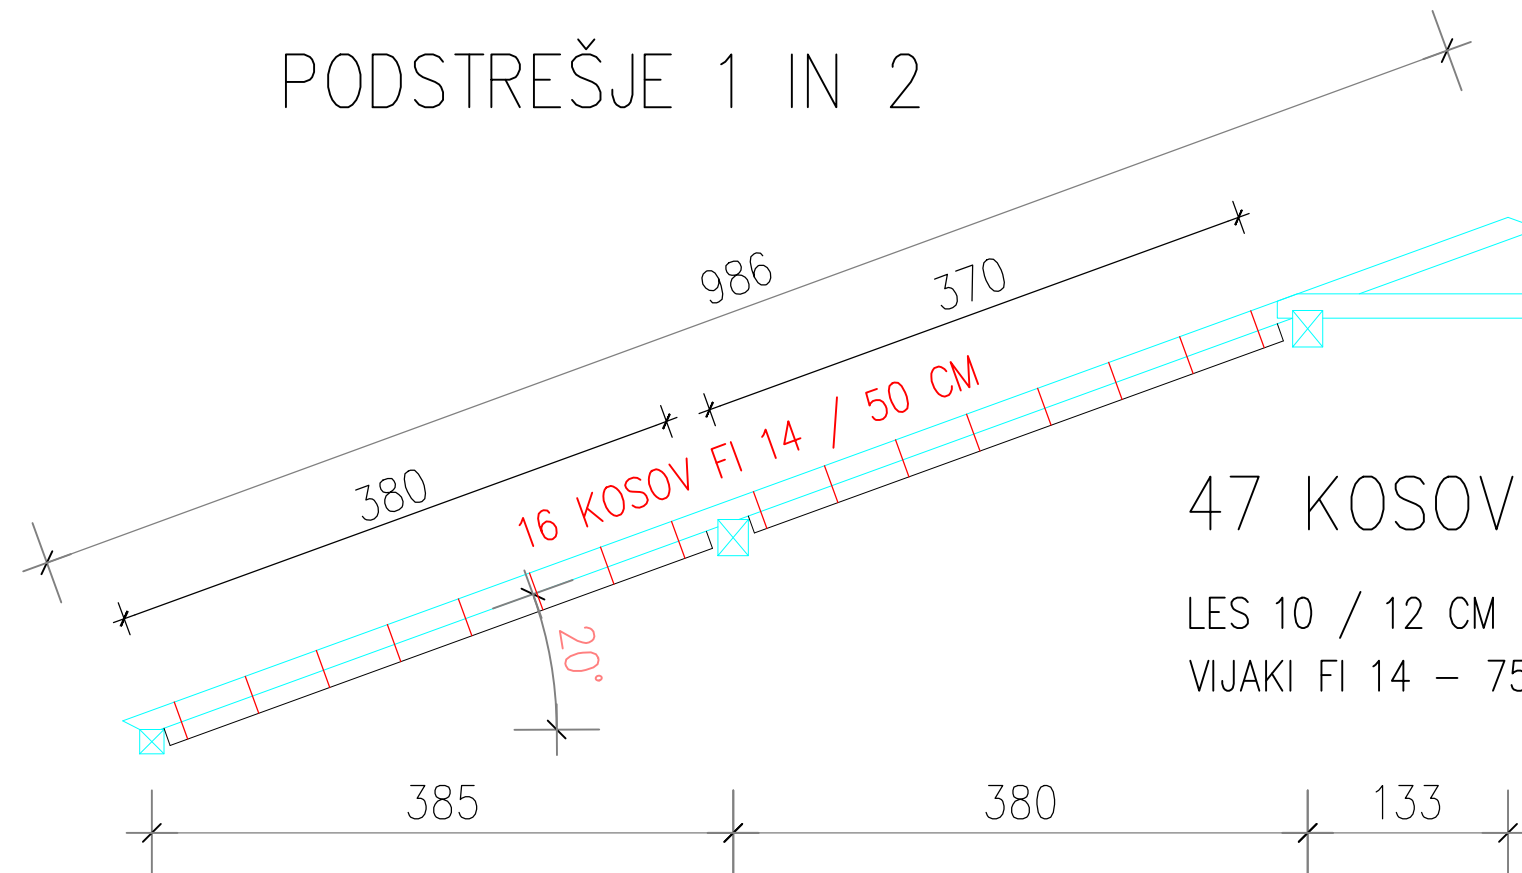 PODSTREŠJE 1 IN 2
986
370
380
16 KOSOV FI 14 / 50 CM
20°
47 KOSOV
LES 10 / 12 CM
VIJAKI FI 14 - 75
385
380
133